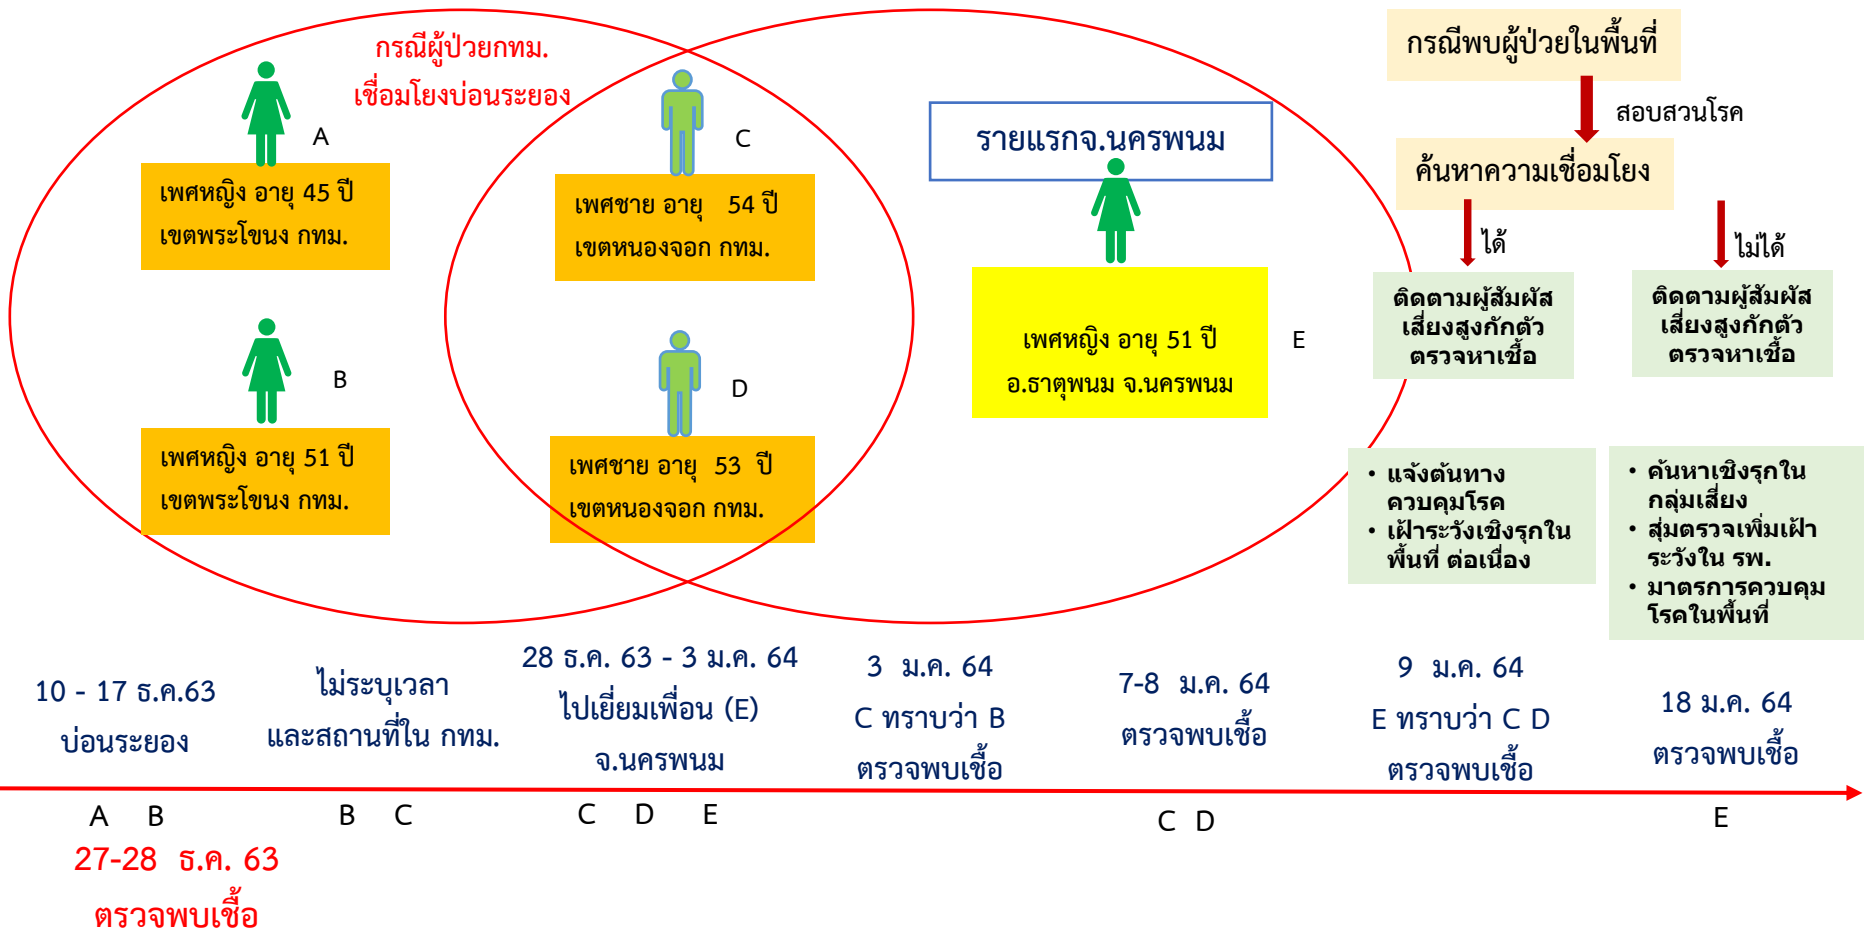 กรณีผู้ป่วยกทม.
เชื่อมโยงบ่อนระยอง
A
เพศหญิง อายุ 45 ปี
เขตพระโขนง กทม.
B
เพศหญิง อายุ 51 ปี
เขตพระโขนง กทม.
C
เพศชาย อายุ 54 ปี
เขตหนองจอก กทม.
D
เพศชาย อายุ 53 ปี
เขตหนองจอก กทม.
รายแรกจ.นครพนม
เพศหญิง อายุ 51 ปี
อ.ธาตุพนม จ.นครพนม
E
กรณีพบผู้ป่วยในพื้นที่
สอบสวนโรค
ค้นหาความเชื่อมโยง
ได้
ไม่ได้
ติดตามผู้สัมผัส
เสี่ยงสูงกักตัว
ตรวจหาเชื้อ
ติดตามผู้สัมผัส
เสี่ยงสูงกักตัว
ตรวจหาเชื้อ
• แจ้งต้นทาง
ควบคุมโรค
• เฝ้าระวังเชิงรุกใน
พื้นที่ ต่อเนื่อง
• ค้นหาเชิงรุกใน
กลุ่มเสี่ยง
• สุ่มตรวจเพิ่มเฝ้า
ระวังใน รพ.
• มาตรการควบคุม
โรคในพื้นที่
10 - 17 ธ.ค.63
บ่อนระยอง
ไม่ระบุเวลา
และสถานที่ใน กทม.
28 ธ.ค. 63 - 3 ม.ค. 64
ไปเยี่ยมเพื่อน (E)
จ.นครพนม
3 ม.ค. 64
C ทราบว่า B
ตรวจพบเชื้อ
7-8 ม.ค. 64
ตรวจพบเชื้อ
9 ม.ค. 64
E ทราบว่า C D
ตรวจพบเชื้อ
18 ม.ค. 64
ตรวจพบเชื้อ
A B
B C
C D E
C D
E
27-28 ธ.ค. 63
ตรวจพบเชื้อ